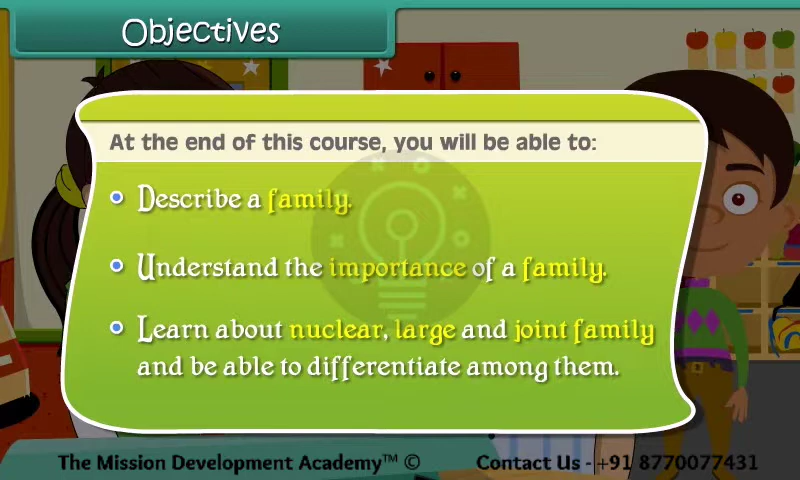 Objectives
At the end of this course, you will be able to:
Describe a family.
Understand the importance of a family.
Learn about nuclear, large and joint family
and be able to differentiate among them.
The Mission Development Academy™ © Contact Us - +91 8770077431